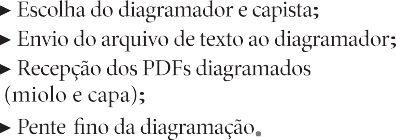 ► Escolha do diagramador e capista;
► Envio do arquivo de texto ao diagramador;
► Recepção dos PDFs diagramados
(miolo e capa);
► Pente fino da diagramação.